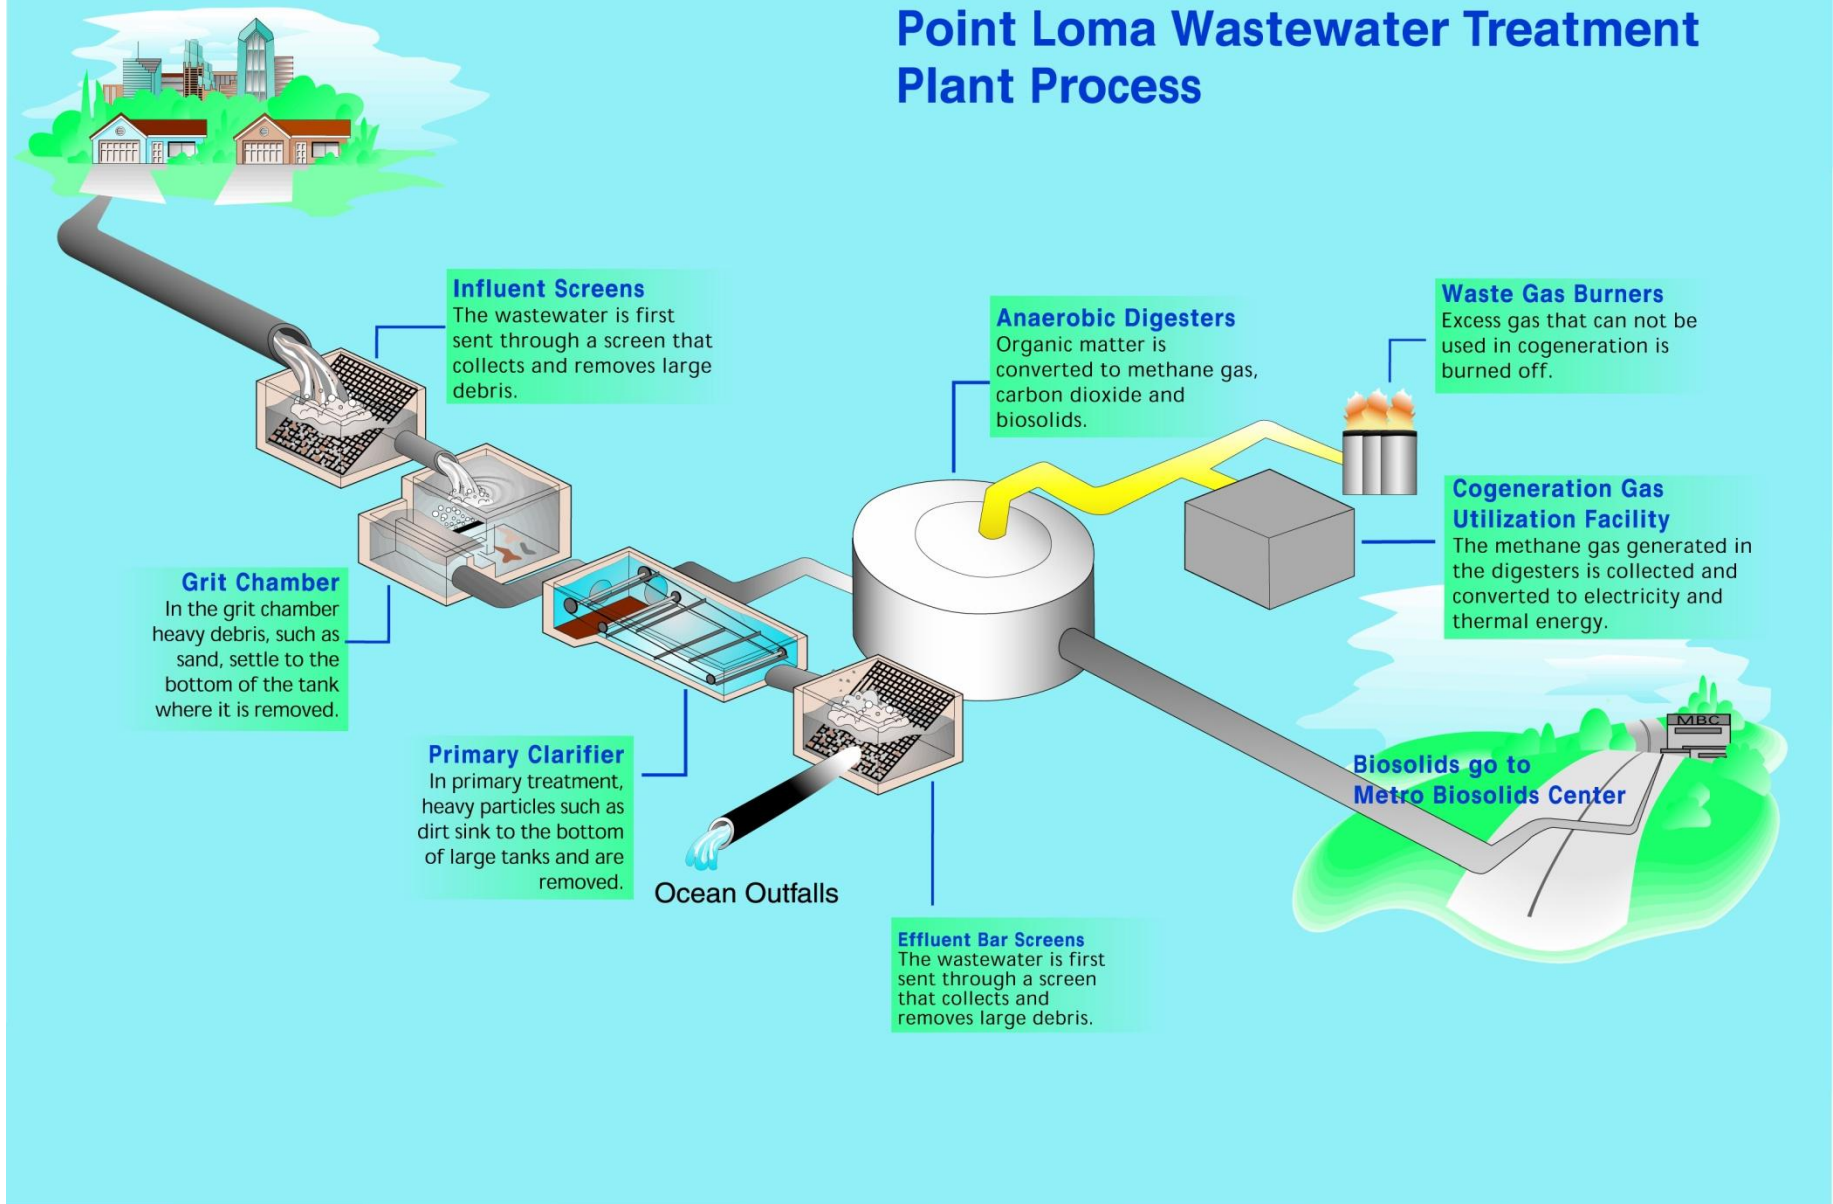 Point Loma Wastewater Treatment
Plant Process
Influent Screens
The wastewater is first
sent through a screen that
collects and removes large
debris.
Anaerobic Digesters
Organic matter is
converted to methane gas,
carbon dioxide and
biosolids.
Waste Gas Burners
Excess gas that can not be
used in cogeneration is
burned off.
Cogeneration Gas
Utilization Facility
The methane gas generated in
the digesters is collected and
converted to electricity and
thermal energy.
Grit Chamber
In the grit chamber
heavy debris, such as
sand, settle to the
bottom of the tank
where it is removed.
Primary Clarifier
In primary treatment,
heavy particles such as
dirt sink to the bottom
of large tanks and are
removed.
MBC
Biosolids go to
Metro Biosolids Center
Ocean Outfalls
Effluent Bar Screens
The wastewater is first
sent through a screen
that collects and
removes large debris.